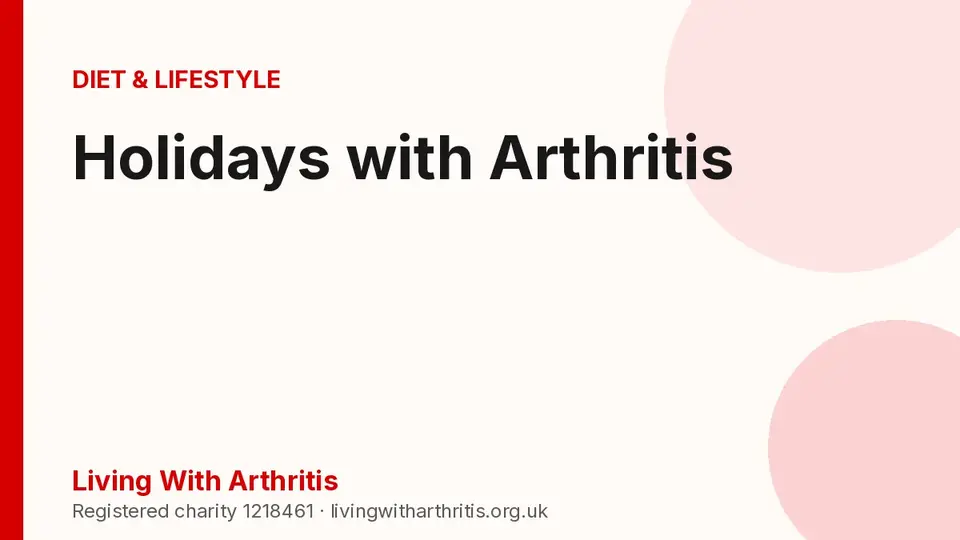 DIET & LIFESTYLE
Holidays with Arthritis
Living With Arthritis
Registered charity 1218461 · livingwitharthritis.org.uk